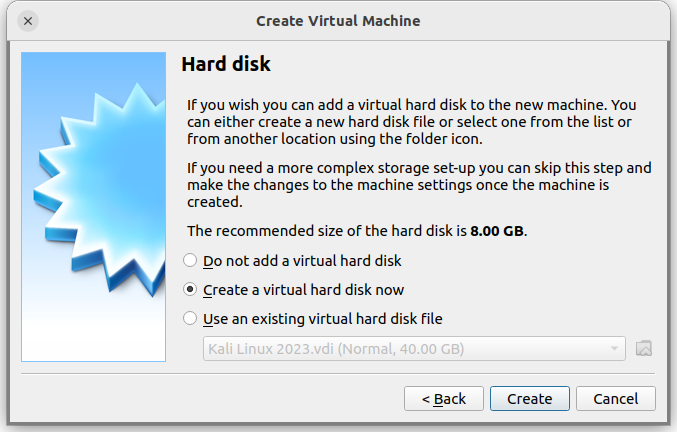 Create Virtual Machine
Hard disk
If you wish you can add a virtual hard disk to the new machine. You
can either create a new hard disk file or select one from the list or
from another location using the folder icon.
If you need a more complex storage set-up you can skip this step and
make the changes to the machine settings once the machine is
created.
The recommended size of the hard disk is 8.00 GB.
Do not add a virtual hard disk
Create a virtual hard disk now
Use an existing virtual hard disk file
Kali Linux 2023.vdi (Normal, 40.00 GB)
< Back
Create
Cancel